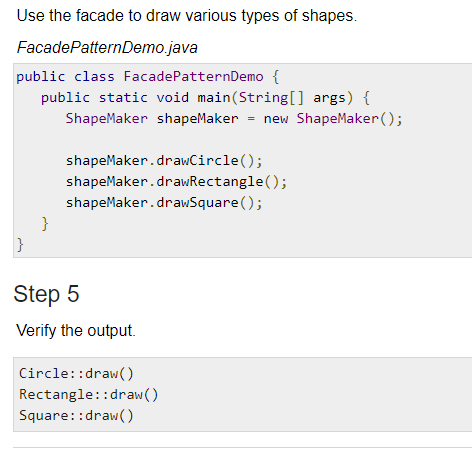 Use the facade to draw various types of shapes.
FacadePatternDemo.java
public class FacadePatternDemo {
   public static void main(String[] args) {
      ShapeMaker shapeMaker = new ShapeMaker();

      shapeMaker.drawCircle();
      shapeMaker.drawRectangle();
      shapeMaker.drawSquare();
   }
}
Step 5
Verify the output.
Circle::draw()
Rectangle::draw()
Square::draw()